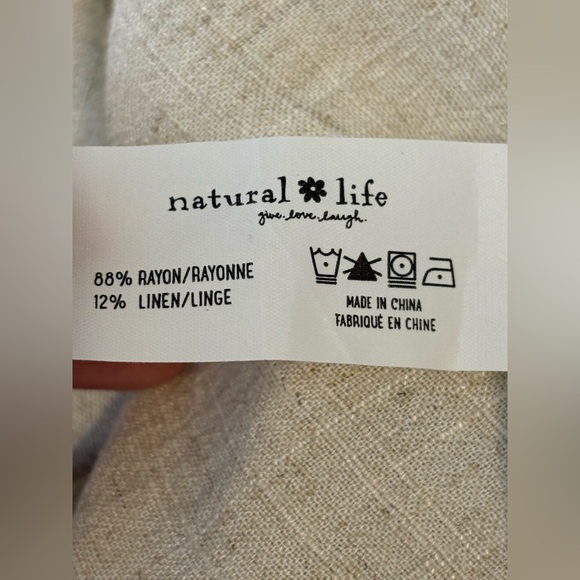 natural life
give. love. laugh.
88% RAYON/RAYONNE
12% LINEN/LINGE
MADE IN CHINA
FABRIQUÉ EN CHINE